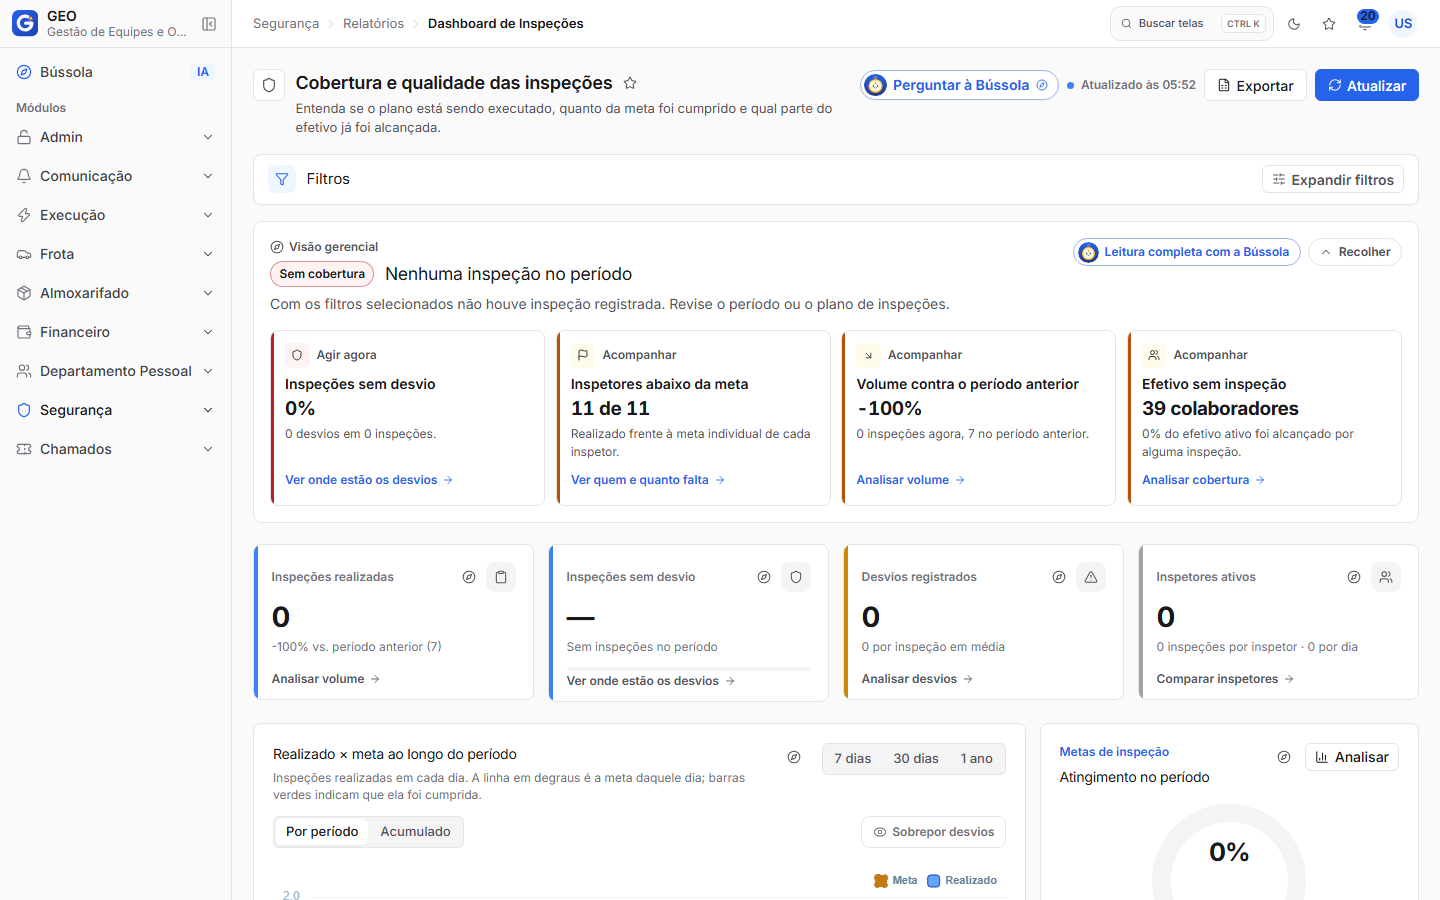 GEO
Gestão de Equipes e O...
Segurança
Relatórios
Dashboard de Inspeções
Buscar telas
CTRL K
20
US
Bússola
IA
Módulos
Admin
Comunicação
Execução
Frota
Almoxarifado
Financeiro
Departamento Pessoal
Segurança
Chamados
Cobertura e qualidade das inspeções
Entenda se o plano está sendo executado, quanto da meta foi cumprido e qual parte do
efetivo já foi alcançada.
Perguntar à Bússola
Atualizado às 05:52
Exportar
Atualizar
Filtros
Expandir filtros
Visão gerencial
Sem cobertura
Nenhuma inspeção no período
Com os filtros selecionados não houve inspeção registrada. Revise o período ou o plano de inspeções.
Leitura completa com a Bússola
Recolher
Agir agora
Inspeções sem desvio
0%
0 desvios em 0 inspeções.
Ver onde estão os desvios
Acompanhar
Inspetores abaixo da meta
11 de 11
Realizado frente à meta individual de cada
inspetor.
Ver quem e quanto falta
Acompanhar
Volume contra o período anterior
-100%
0 inspeções agora, 7 no período anterior.
Analisar volume
Acompanhar
Efetivo sem inspeção
39 colaboradores
0% do efetivo ativo foi alcançado por
alguma inspeção.
Analisar cobertura
Inspeções realizadas
0
-100% vs. período anterior (7)
Analisar volume
Inspeções sem desvio
—
Sem inspeções no período
Ver onde estão os desvios
Desvios registrados
0
0 por inspeção em média
Analisar desvios
Inspetores ativos
0
0 inspeções por inspetor · 0 por dia
Comparar inspetores
Realizado × meta ao longo do período
Inspeções realizadas em cada dia. A linha em degraus é a meta daquele dia; barras
verdes indicam que ela foi cumprida.
7 dias
30 dias
1 ano
Por período
Acumulado
Sobrepor desvios
Meta
Realizado
2.0
Metas de inspeção
Atingimento no período
Analisar
0%